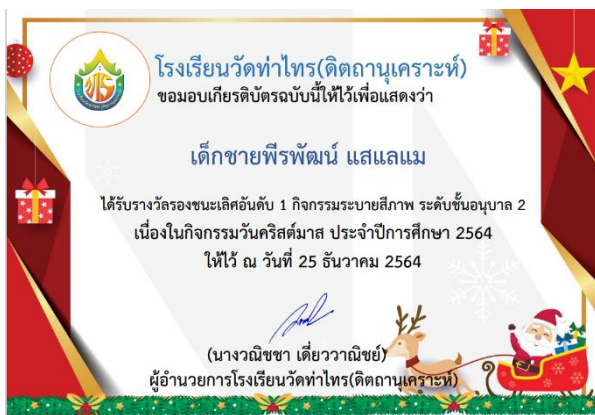 โรงเรียนวัดท่าไทร(ดิตถานุเคราะห์)
ขอมอบเกียรติบัตรฉบับนี้ให้ไว้เพื่อแสดงว่า
เด็กชายพีรพัฒน์ แสแลแม
ได้รับรางวัลรองชนะเลิศอันดับ 1 กิจกรรมระบายสีภาพ ระดับชั้นอนุบาล 2
เนื่องในกิจกรรมวันคริสต์มาส ประจำปีการศึกษา 2564
ให้ไว้ ณ วันที่ 25 ธันวาคม 2564
(นางวณิชชา เดี่ยววาณิชย์)
ผู้อำนวยการโรงเรียนวัดท่าไทร(ดิตถานุเคราะห์)